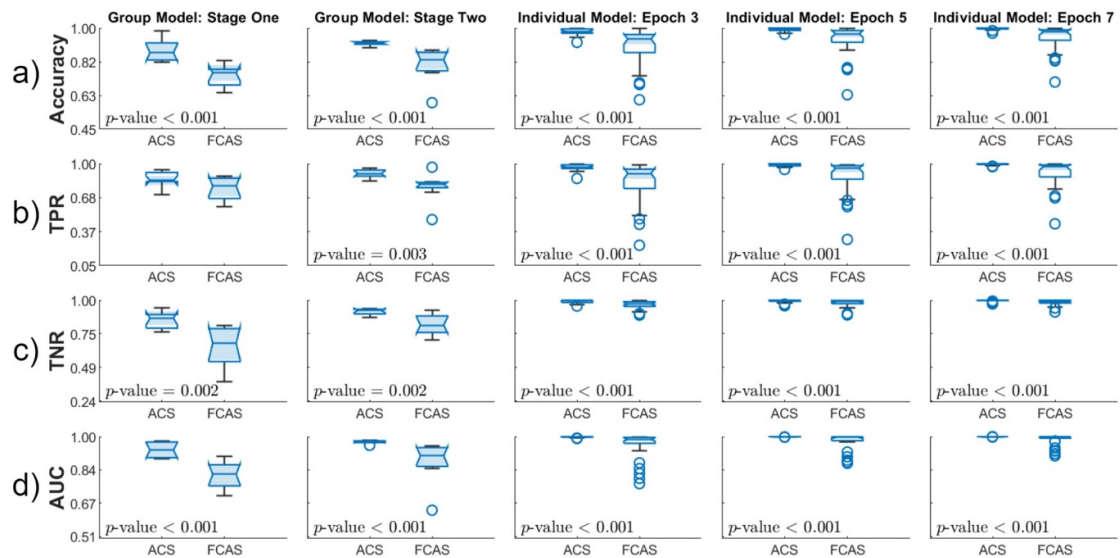 Group Model: Stage One Group Model: Stage Two Individual Model: Epoch 3 Individual Model: Epoch 5 Individual Model: Epoch 7
a)
Accuracy
1.00
0.82
0.63
0.45
p-value < 0.001 p-value < 0.001 p-value < 0.001 p-value < 0.001 p-value < 0.001
ACS FCAS ACS FCAS ACS FCAS ACS FCAS ACS FCAS
b)
TPR
1.00
0.68
0.37
0.05
p-value = 0.003 p-value < 0.001 p-value < 0.001 p-value < 0.001
ACS FCAS ACS FCAS ACS FCAS ACS FCAS ACS FCAS
c)
TNR
1.00
0.75
0.49
0.24
p-value = 0.002 p-value = 0.002 p-value < 0.001 p-value < 0.001 p-value < 0.001
ACS FCAS ACS FCAS ACS FCAS ACS FCAS ACS FCAS
d)
AUC
1.00
0.84
0.67
0.51
p-value < 0.001 p-value < 0.001 p-value < 0.001 p-value < 0.001 p-value < 0.001
ACS FCAS ACS FCAS ACS FCAS ACS FCAS ACS FCAS